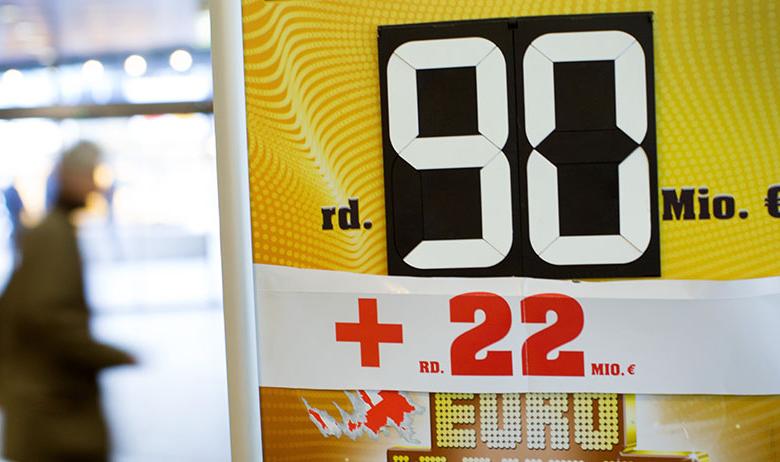 rd. 90 Mio. €
+ RD. 22 MIO. €
EURO